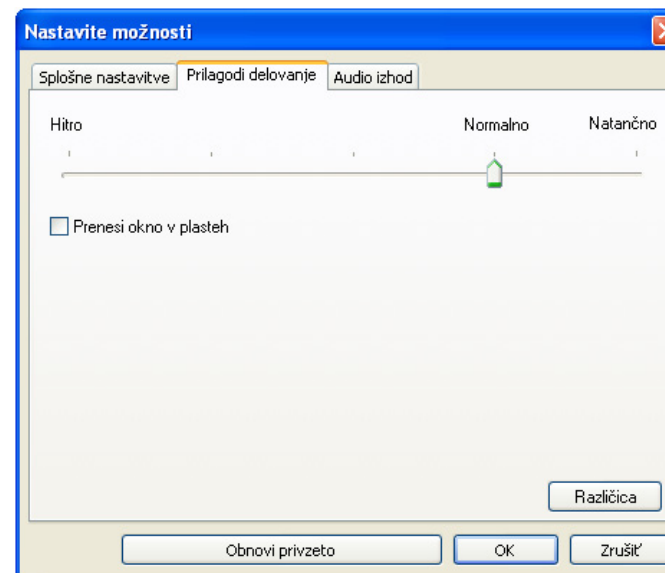 Nastavite možnosti
Splošne nastavitve Prilagodi delovanje Audio izhod
Hitro Normalno Natančno
Prenesi okno v plasteh
Različica
Obnovi privzeto OK Zrušiť